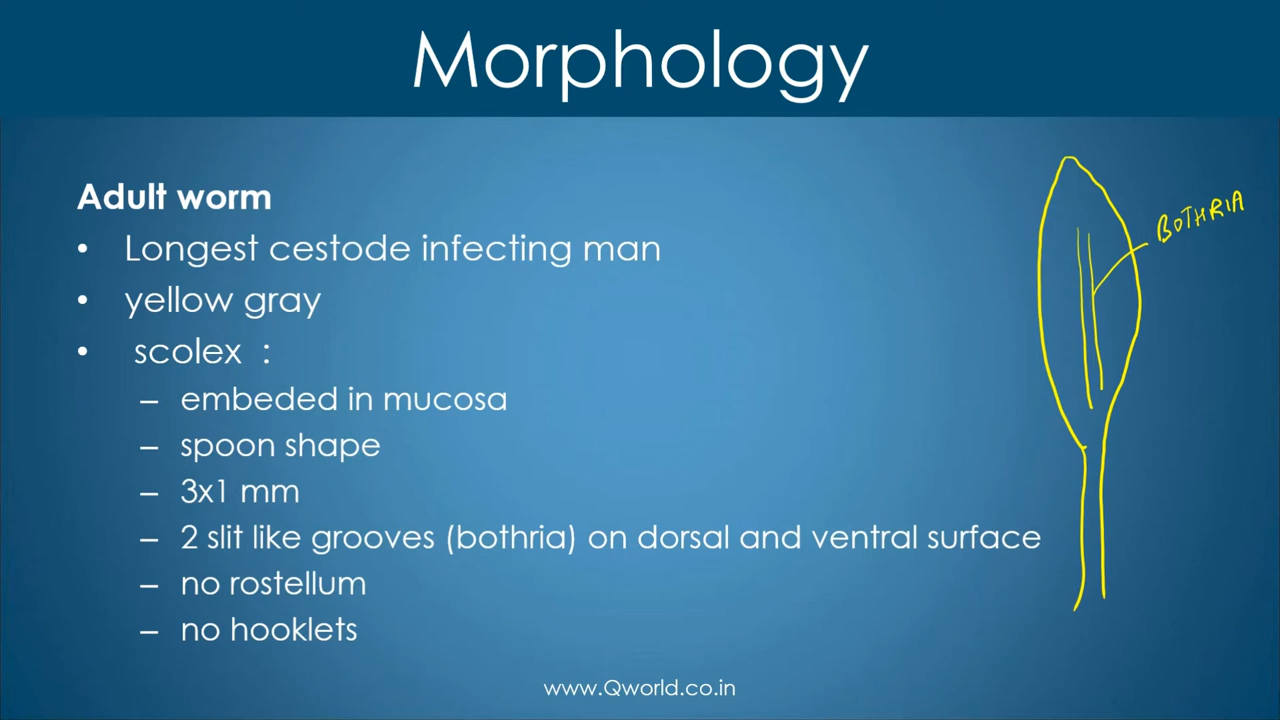 Morphology
Adult worm
• Longest cestode infecting man
• yellow gray
• scolex :
– embeded in mucosa
– spoon shape
– 3x1 mm
– 2 slit like grooves (bothria) on dorsal and ventral surface
– no rostellum
– no hooklets
BOTHRIA
www.Qworld.co.in